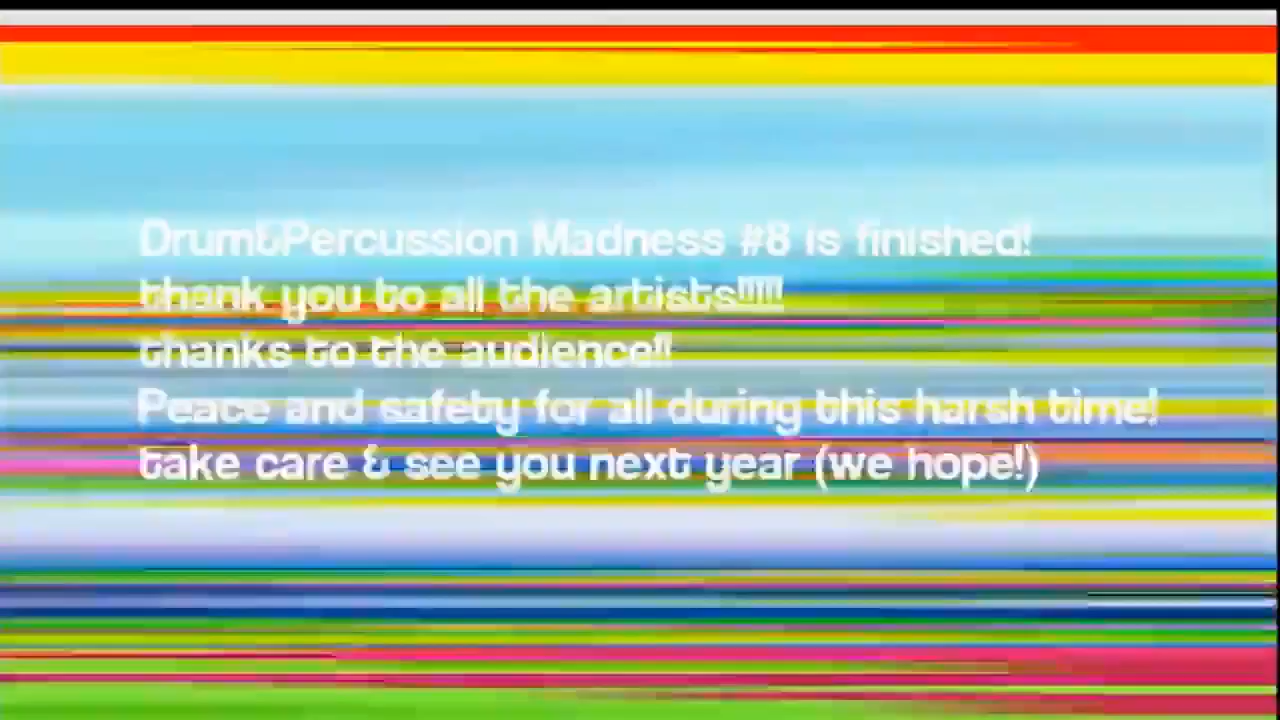 Drum&Percussion Madness #8 is finished!
thank you to all the artists!!!!!!
thanks to the audience!!
Peace and safety for all during this harsh time!
take care & see you next year (we hope!)